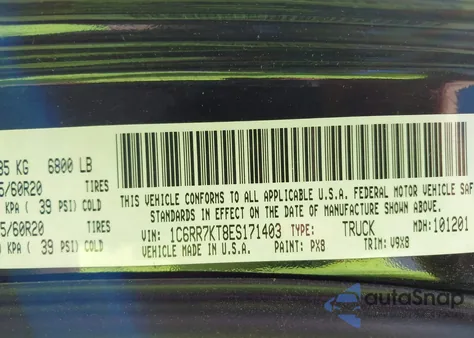 85 KG 6800 LB
5/60R20 TIRES
KPA ( 39 PSI) COLD
5/60R20 TIRES
KPA ( 39 PSI) COLD
THIS VEHICLE CONFORMS TO ALL APPLICABLE U.S.A. FEDERAL MOTOR VEHICLE SAF
STANDARDS IN EFFECT ON THE DATE OF MANUFACTURE SHOWN ABOVE.
VIN: 1C6RR7KT8ES171403 TYPE: TRUCK MDH: 101201
VEHICLE MADE IN U.S.A. PAINT: PX8 TRIM: V9X8
autoSnap